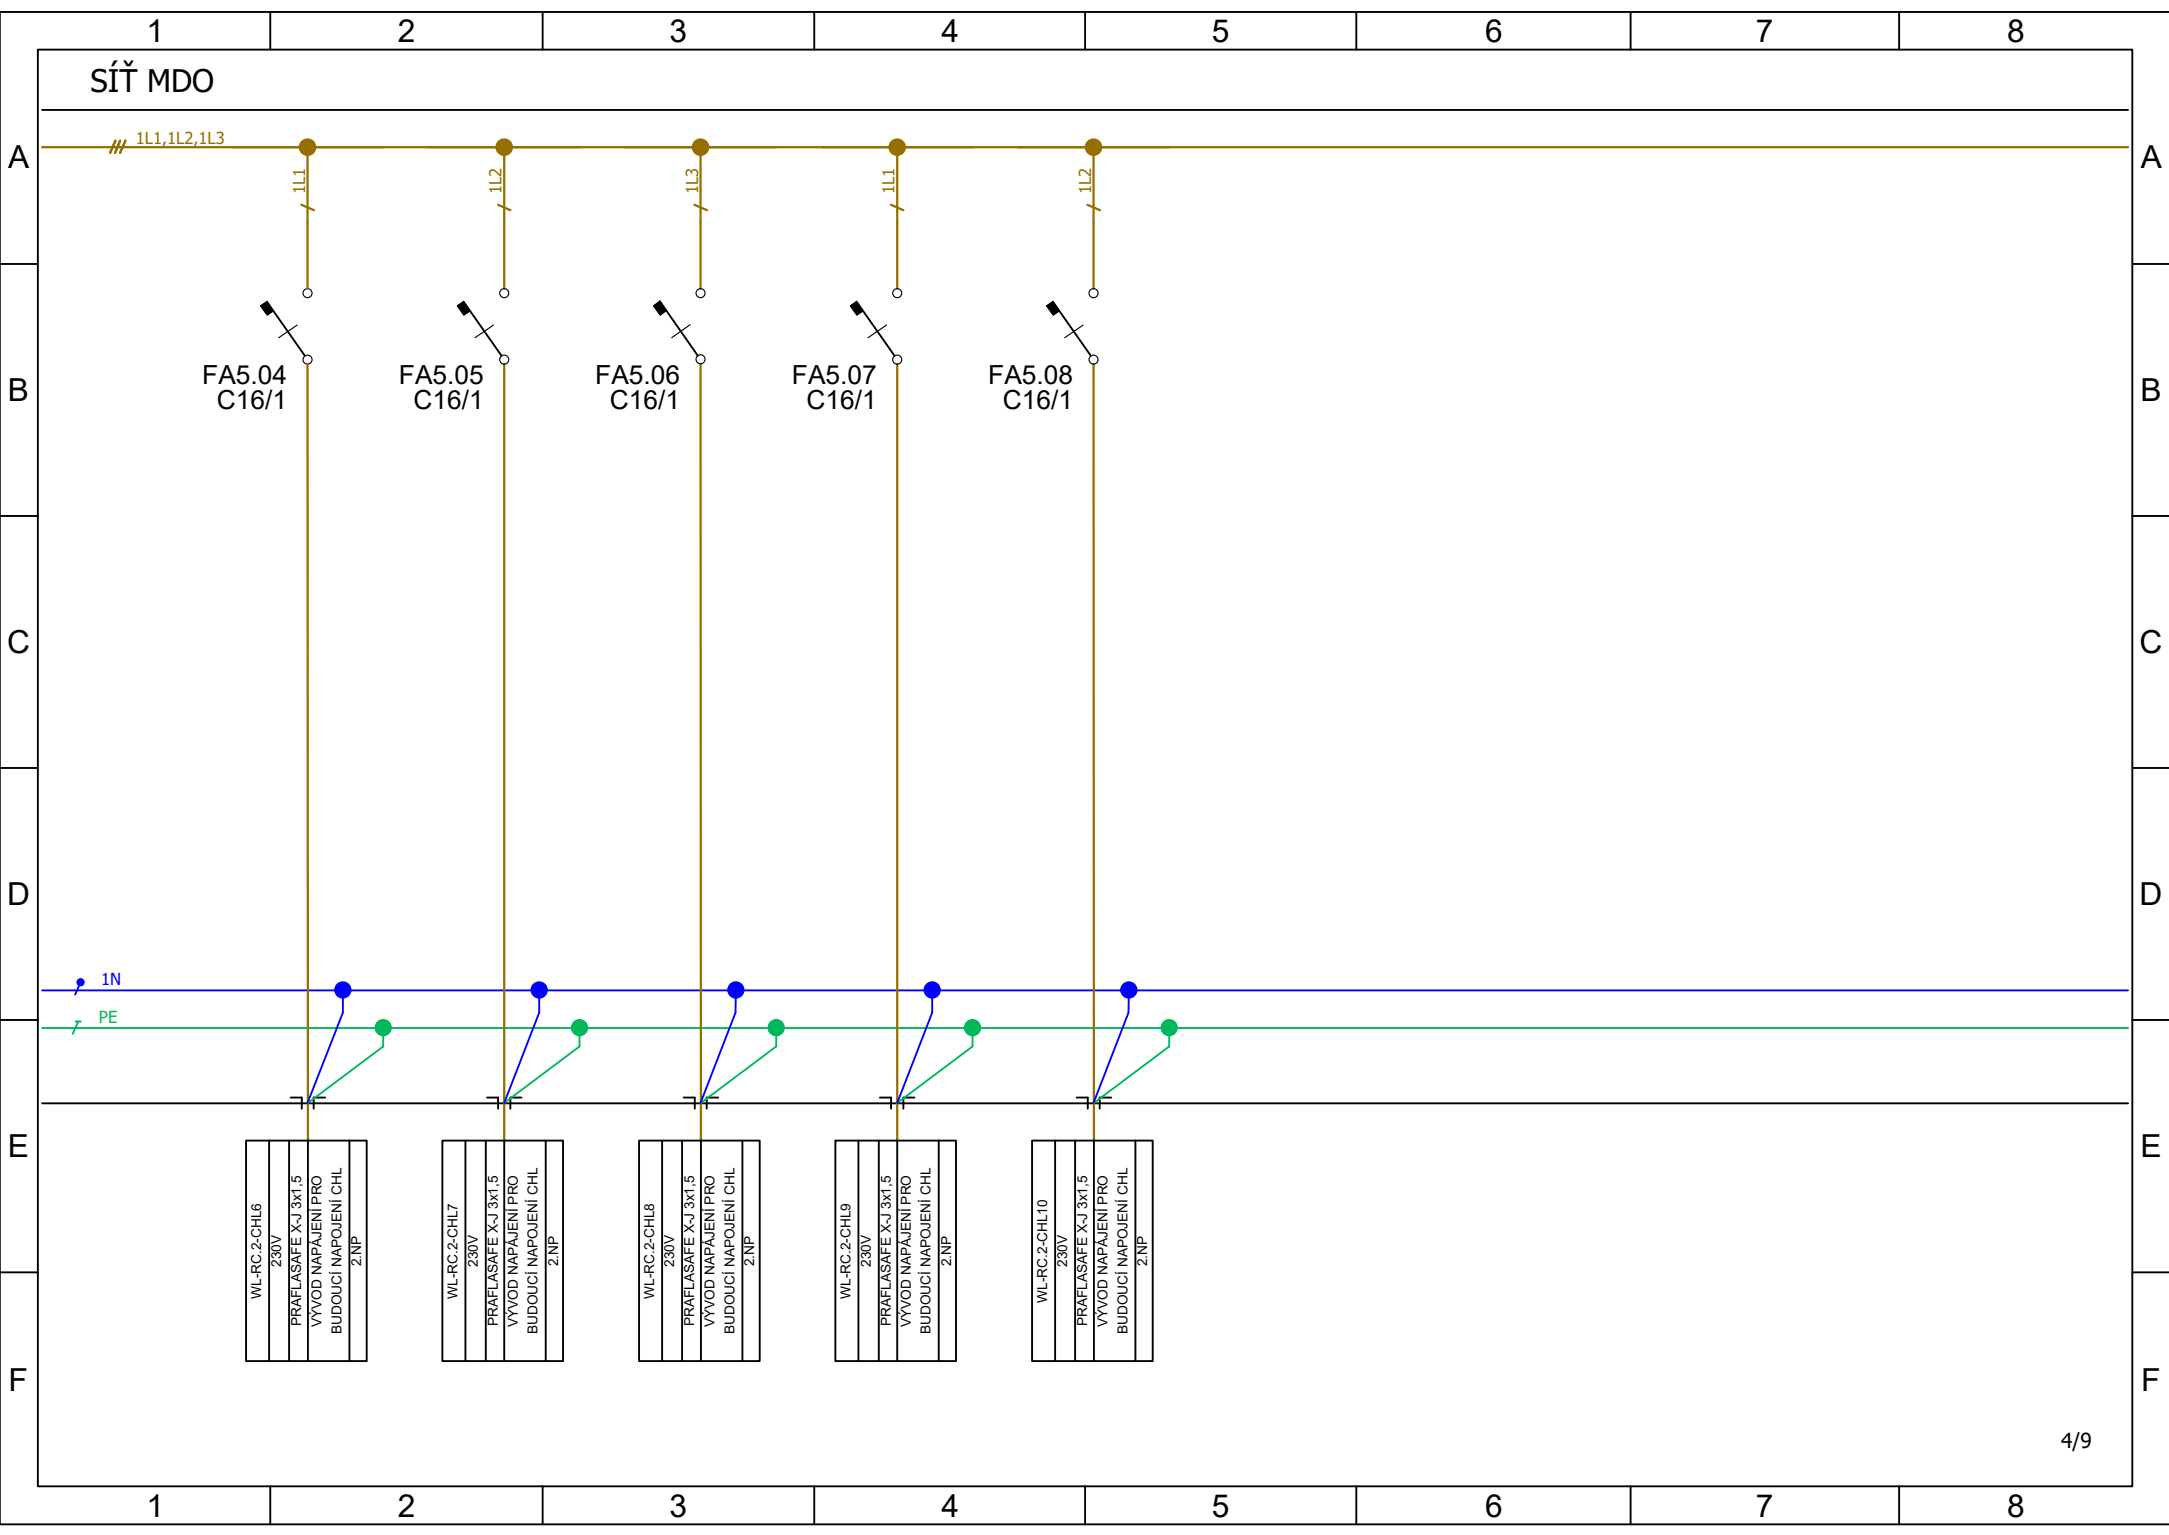 1 2 3 4 5 6 7 8
SÍŤ MDO
A A
1L1,1L2,1L3
1L1 1L2 1L3 1L1 1L2
B B
FA5.04
C16/1
FA5.05
C16/1
FA5.06
C16/1
FA5.07
C16/1
FA5.08
C16/1
C C
D D
1N
PE
E E
WL-RC.2-CHL6
230V
PRAFLASAFE X-J 3x1,5
VÝVOD NAPÁJENÍ PRO
BUDOUCÍ NAPOJENÍ CHL
2.NP
WL-RC.2-CHL7
230V
PRAFLASAFE X-J 3x1,5
VÝVOD NAPÁJENÍ PRO
BUDOUCÍ NAPOJENÍ CHL
2.NP
WL-RC.2-CHL8
230V
PRAFLASAFE X-J 3x1,5
VÝVOD NAPÁJENÍ PRO
BUDOUCÍ NAPOJENÍ CHL
2.NP
WL-RC.2-CHL9
230V
PRAFLASAFE X-J 3x1,5
VÝVOD NAPÁJENÍ PRO
BUDOUCÍ NAPOJENÍ CHL
2.NP
WL-RC.2-CHL10
230V
PRAFLASAFE X-J 3x1,5
VÝVOD NAPÁJENÍ PRO
BUDOUCÍ NAPOJENÍ CHL
2.NP
F F
4/9
1 2 3 4 5 6 7 8